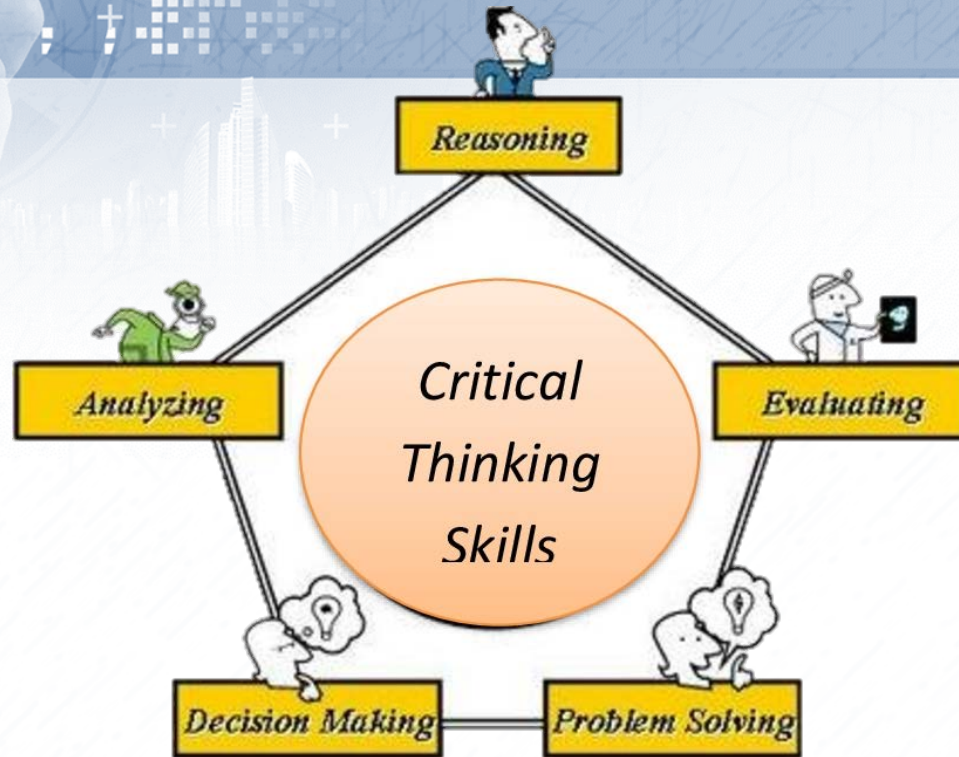 Reasoning
Analyzing
Evaluating
Critical
Thinking
Skills
Decision Making
Problem Solving